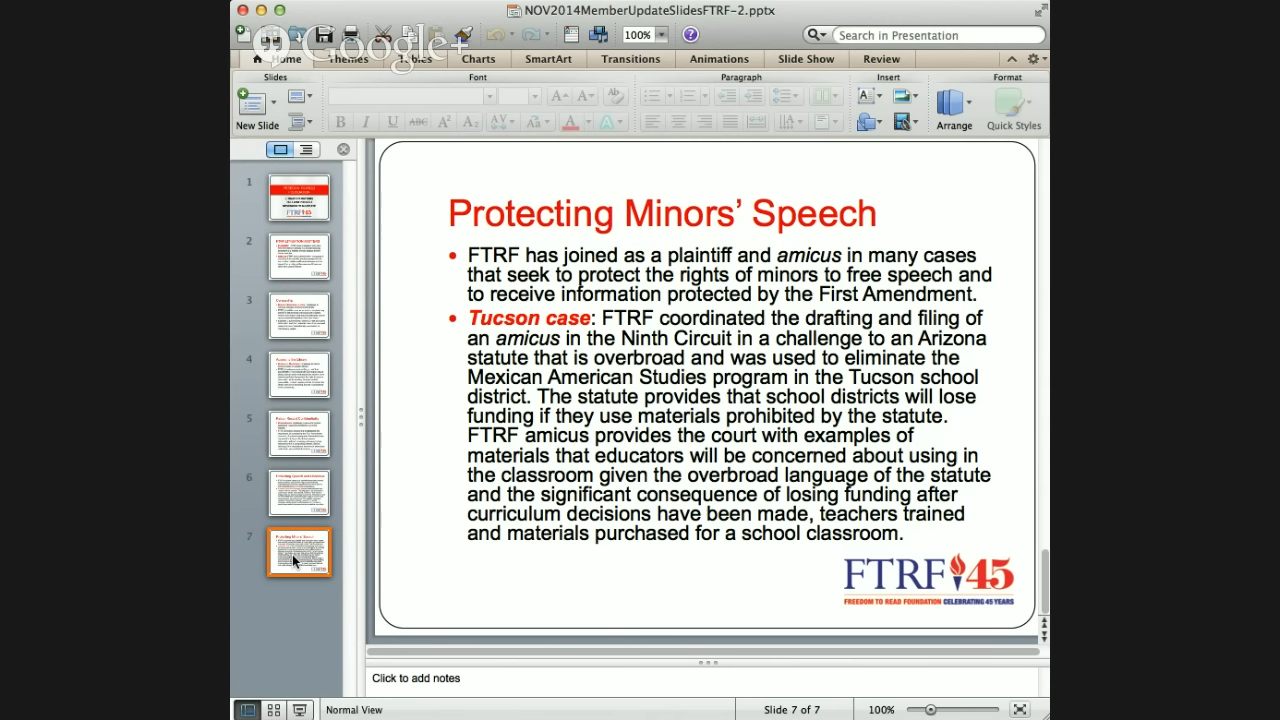 NOV2014MemberUpdateSlidesFTRF-2.pptx
100%
Search in Presentation
Google+
Home Themes Tables Charts SmartArt Transitions Animations Slide Show Review
Slides Font Paragraph Insert Format
New Slide Arrange Quick Styles
1
2
3
4
5
6
7
Protecting Minors’ Speech
• FTRF has joined as a plaintiff and amicus in many cases
that seek to protect the rights of minors to free speech and
to receive information protected by the First Amendment.
• Tucson case: FTRF coordinated the drafting and filing of
an amicus in the Ninth Circuit in a challenge to an Arizona
statute that is overbroad and was used to eliminate the
Mexican American Studies program in the Tucson school
district. The statute provides that school districts will lose
funding if they use material prohibited by the statute.
FTRF amicus provides the court with examples of
materials that educators will be concerned about using in
the classroom given the overbroad language of the statute
and the significant consequence of losing funding after
curriculum decisions have been made, teachers trained
and materials purchased for a school classroom.
FTRF 45
FREEDOM TO READ FOUNDATION CELEBRATING 45 YEARS
Click to add notes
Normal View Slide 7 of 7 100%